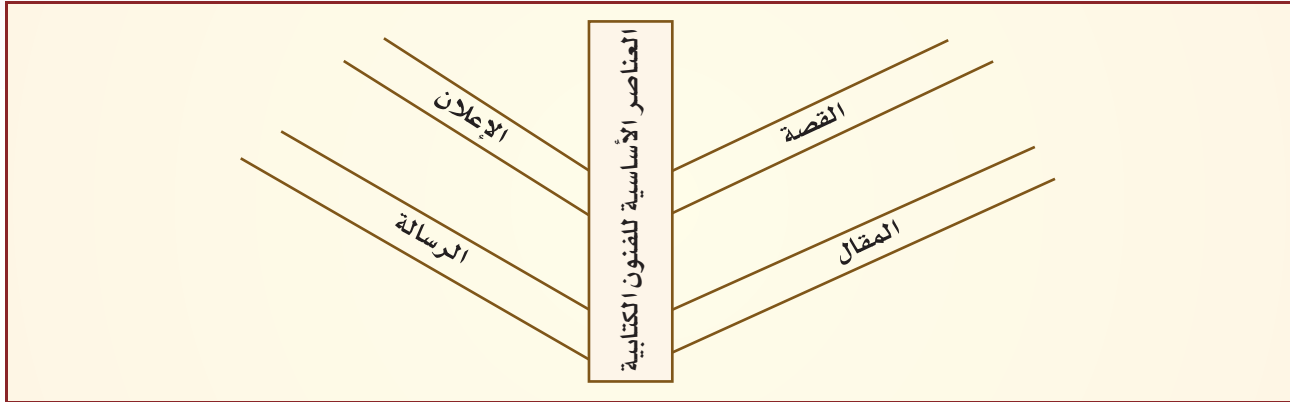 العناصر الأساسية للفنون الكتابية
القصة
الإعلان
المقال
الرسالة